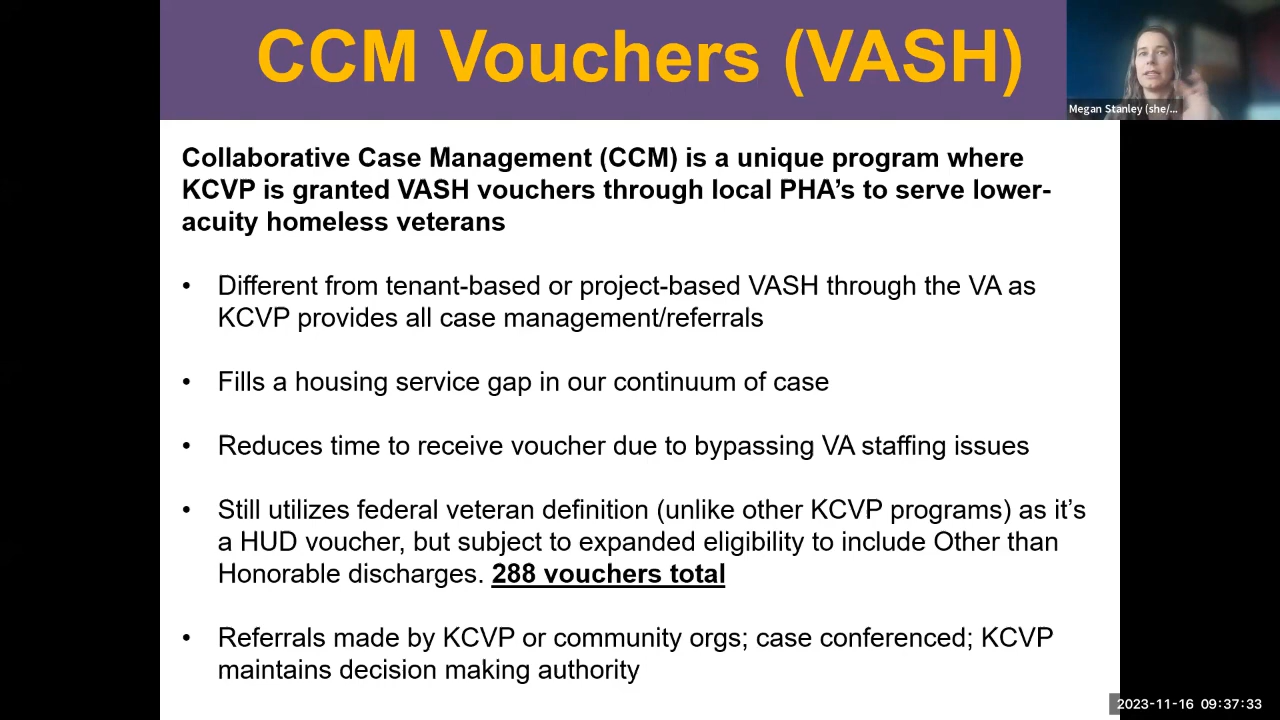 CCM Vouchers (VASH)
Megan Stanley (she/...
Collaborative Case Management (CCM) is a unique program where
KCVP is granted VASH vouchers through local PHA’s to serve lower-
acuity homeless veterans
• Different from tenant-based or project-based VASH through the VA as
KCVP provides all case management/referrals
• Fills a housing service gap in our continuum of case
• Reduces time to receive voucher due to bypassing VA staffing issues
• Still utilizes federal veteran definition (unlike other KCVP programs) as it’s
a HUD voucher, but subject to expanded eligibility to include Other than
Honorable discharges. 288 vouchers total
• Referrals made by KCVP or community orgs; case conferenced; KCVP
maintains decision making authority
2023-11-16 09:37:33